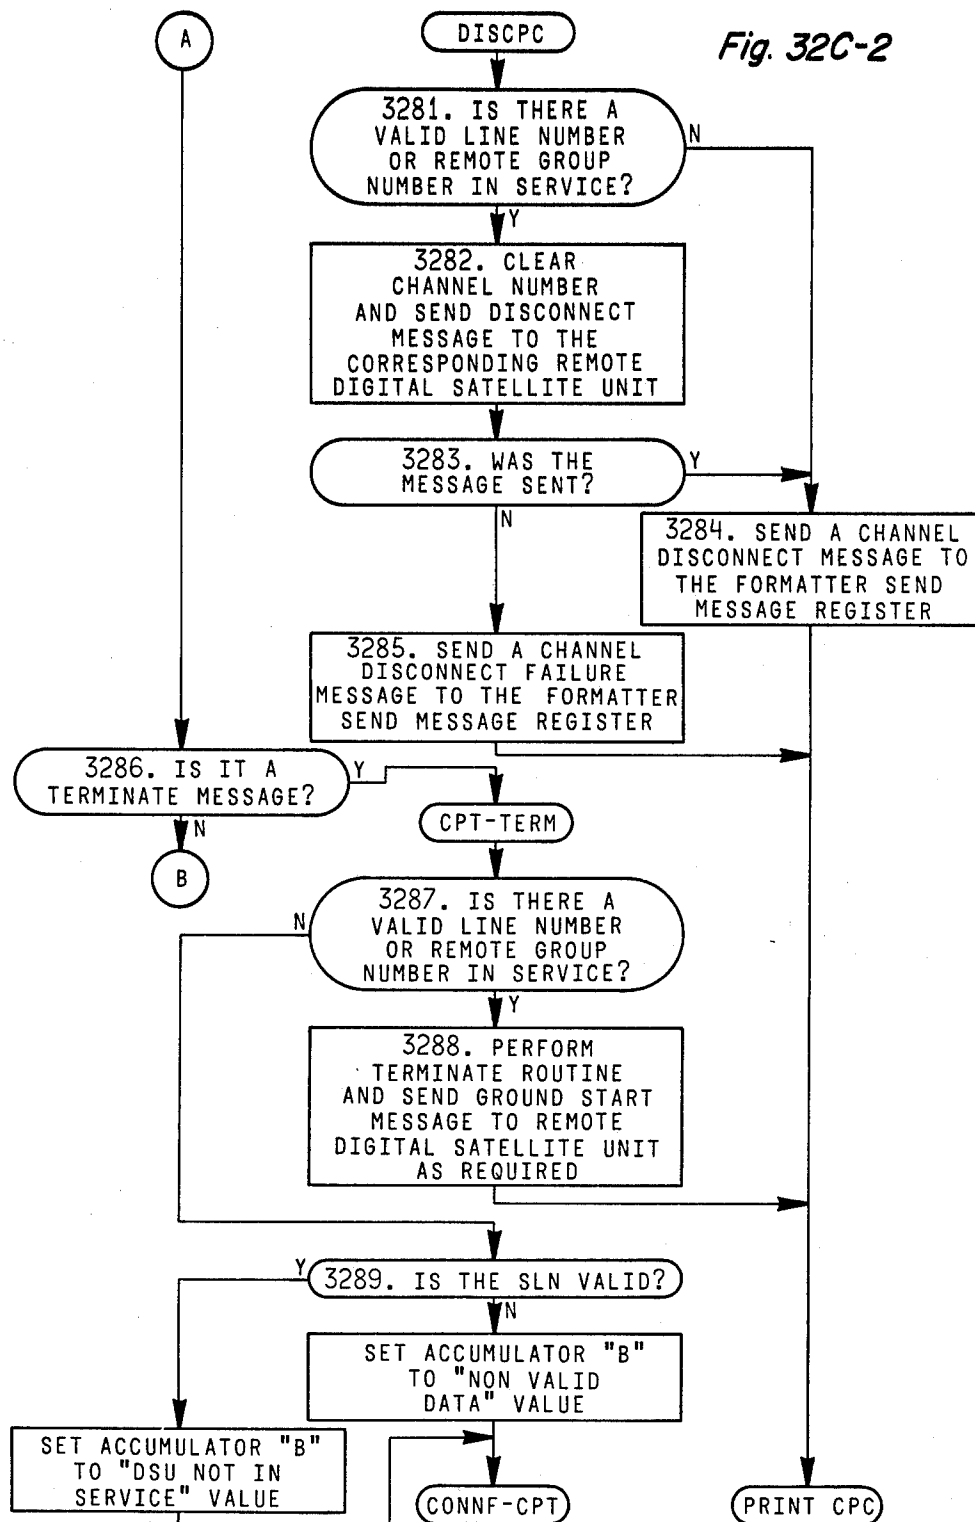 A
DISCPC
Fig. 32C-2
3281. IS THERE A
VALID LINE NUMBER
OR REMOTE GROUP
NUMBER IN SERVICE?
N
Y
3282. CLEAR
CHANNEL NUMBER
AND SEND DISCONNECT
MESSAGE TO THE
CORRESPONDING REMOTE
DIGITAL SATELLITE UNIT
3283. WAS THE
MESSAGE SENT?
Y
N
3284. SEND A CHANNEL
DISCONNECT MESSAGE TO
THE FORMATTER SEND
MESSAGE REGISTER
3285. SEND A CHANNEL
DISCONNECT FAILURE
MESSAGE TO THE FORMATTER
SEND MESSAGE REGISTER
3286. IS IT A
TERMINATE MESSAGE?
Y
N
B
CPT-TERM
3287. IS THERE A
VALID LINE NUMBER
OR REMOTE GROUP
NUMBER IN SERVICE?
N
Y
3288. PERFORM
TERMINATE ROUTINE
AND SEND GROUND START
MESSAGE TO REMOTE
DIGITAL SATELLITE UNIT
AS REQUIRED
3289. IS THE SLN VALID?
Y
N
SET ACCUMULATOR "B"
TO "NON VALID
DATA" VALUE
SET ACCUMULATOR "B"
TO "DSU NOT IN
SERVICE" VALUE
CONNF-CPT
PRINT CPC